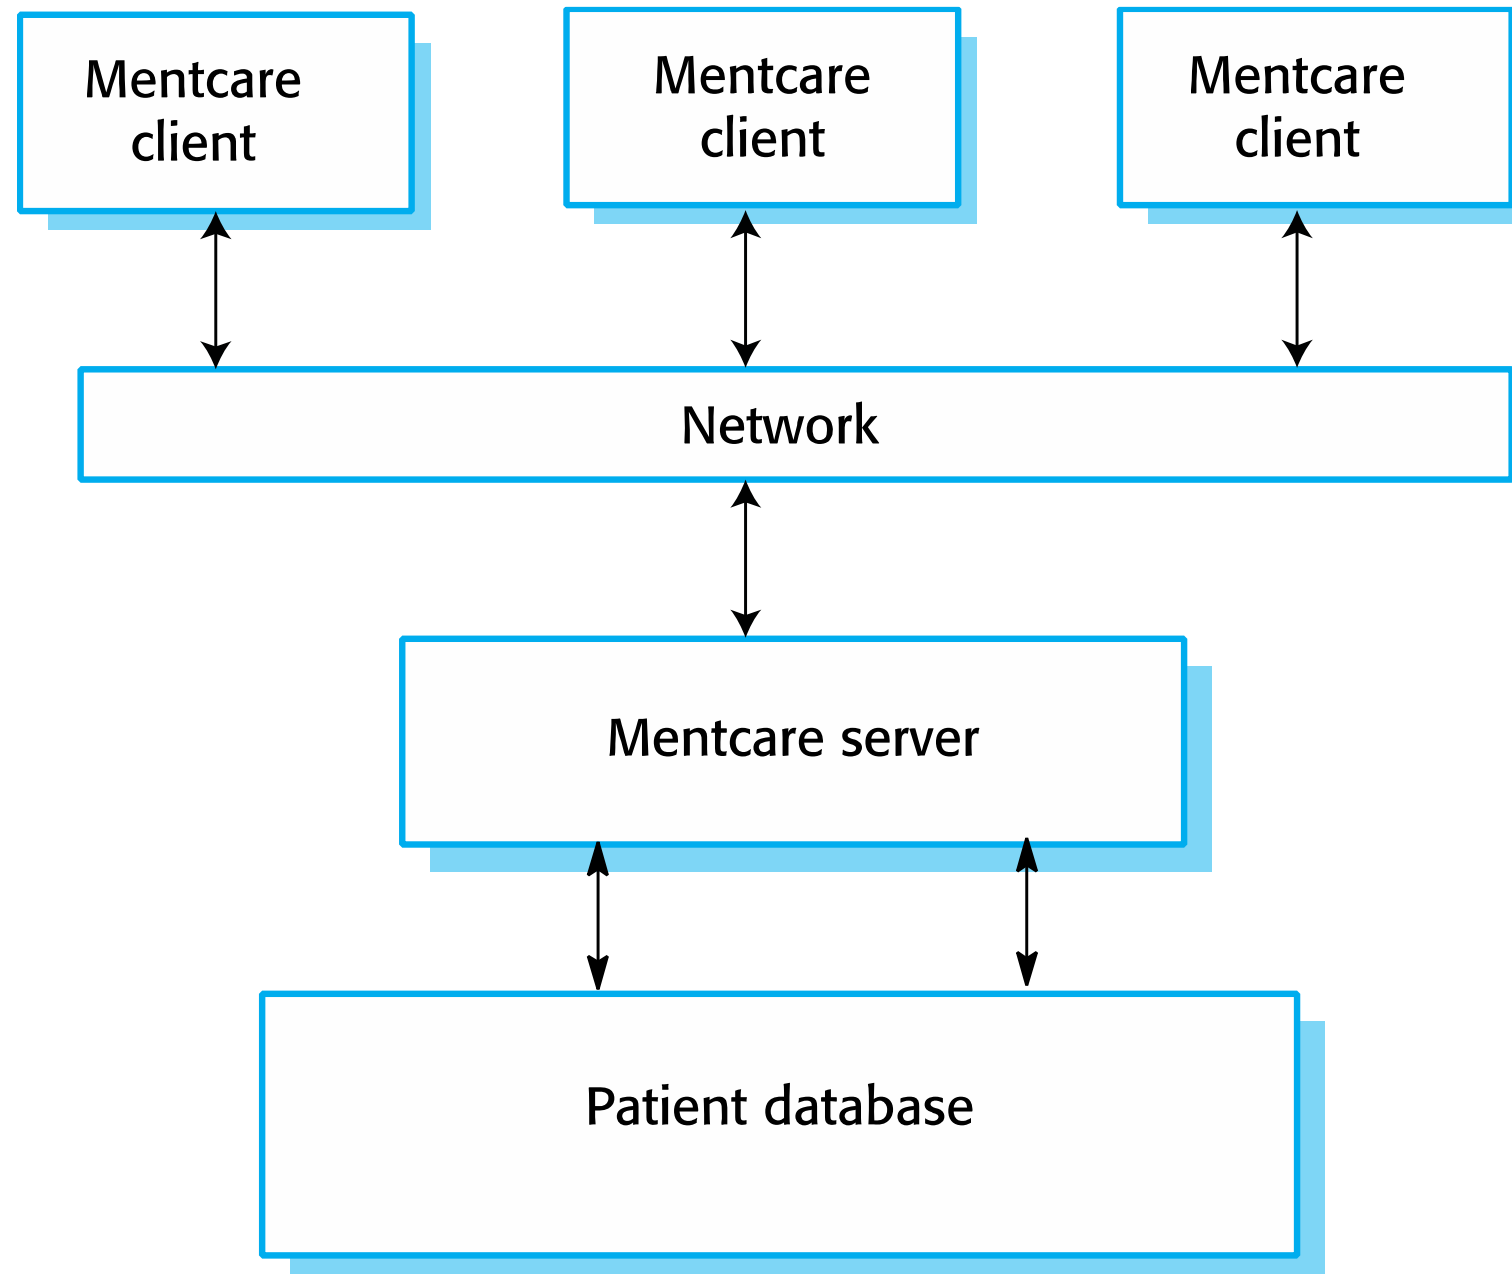 Mentcare
client
Mentcare
client
Mentcare
client
Network
Mentcare server
Patient database